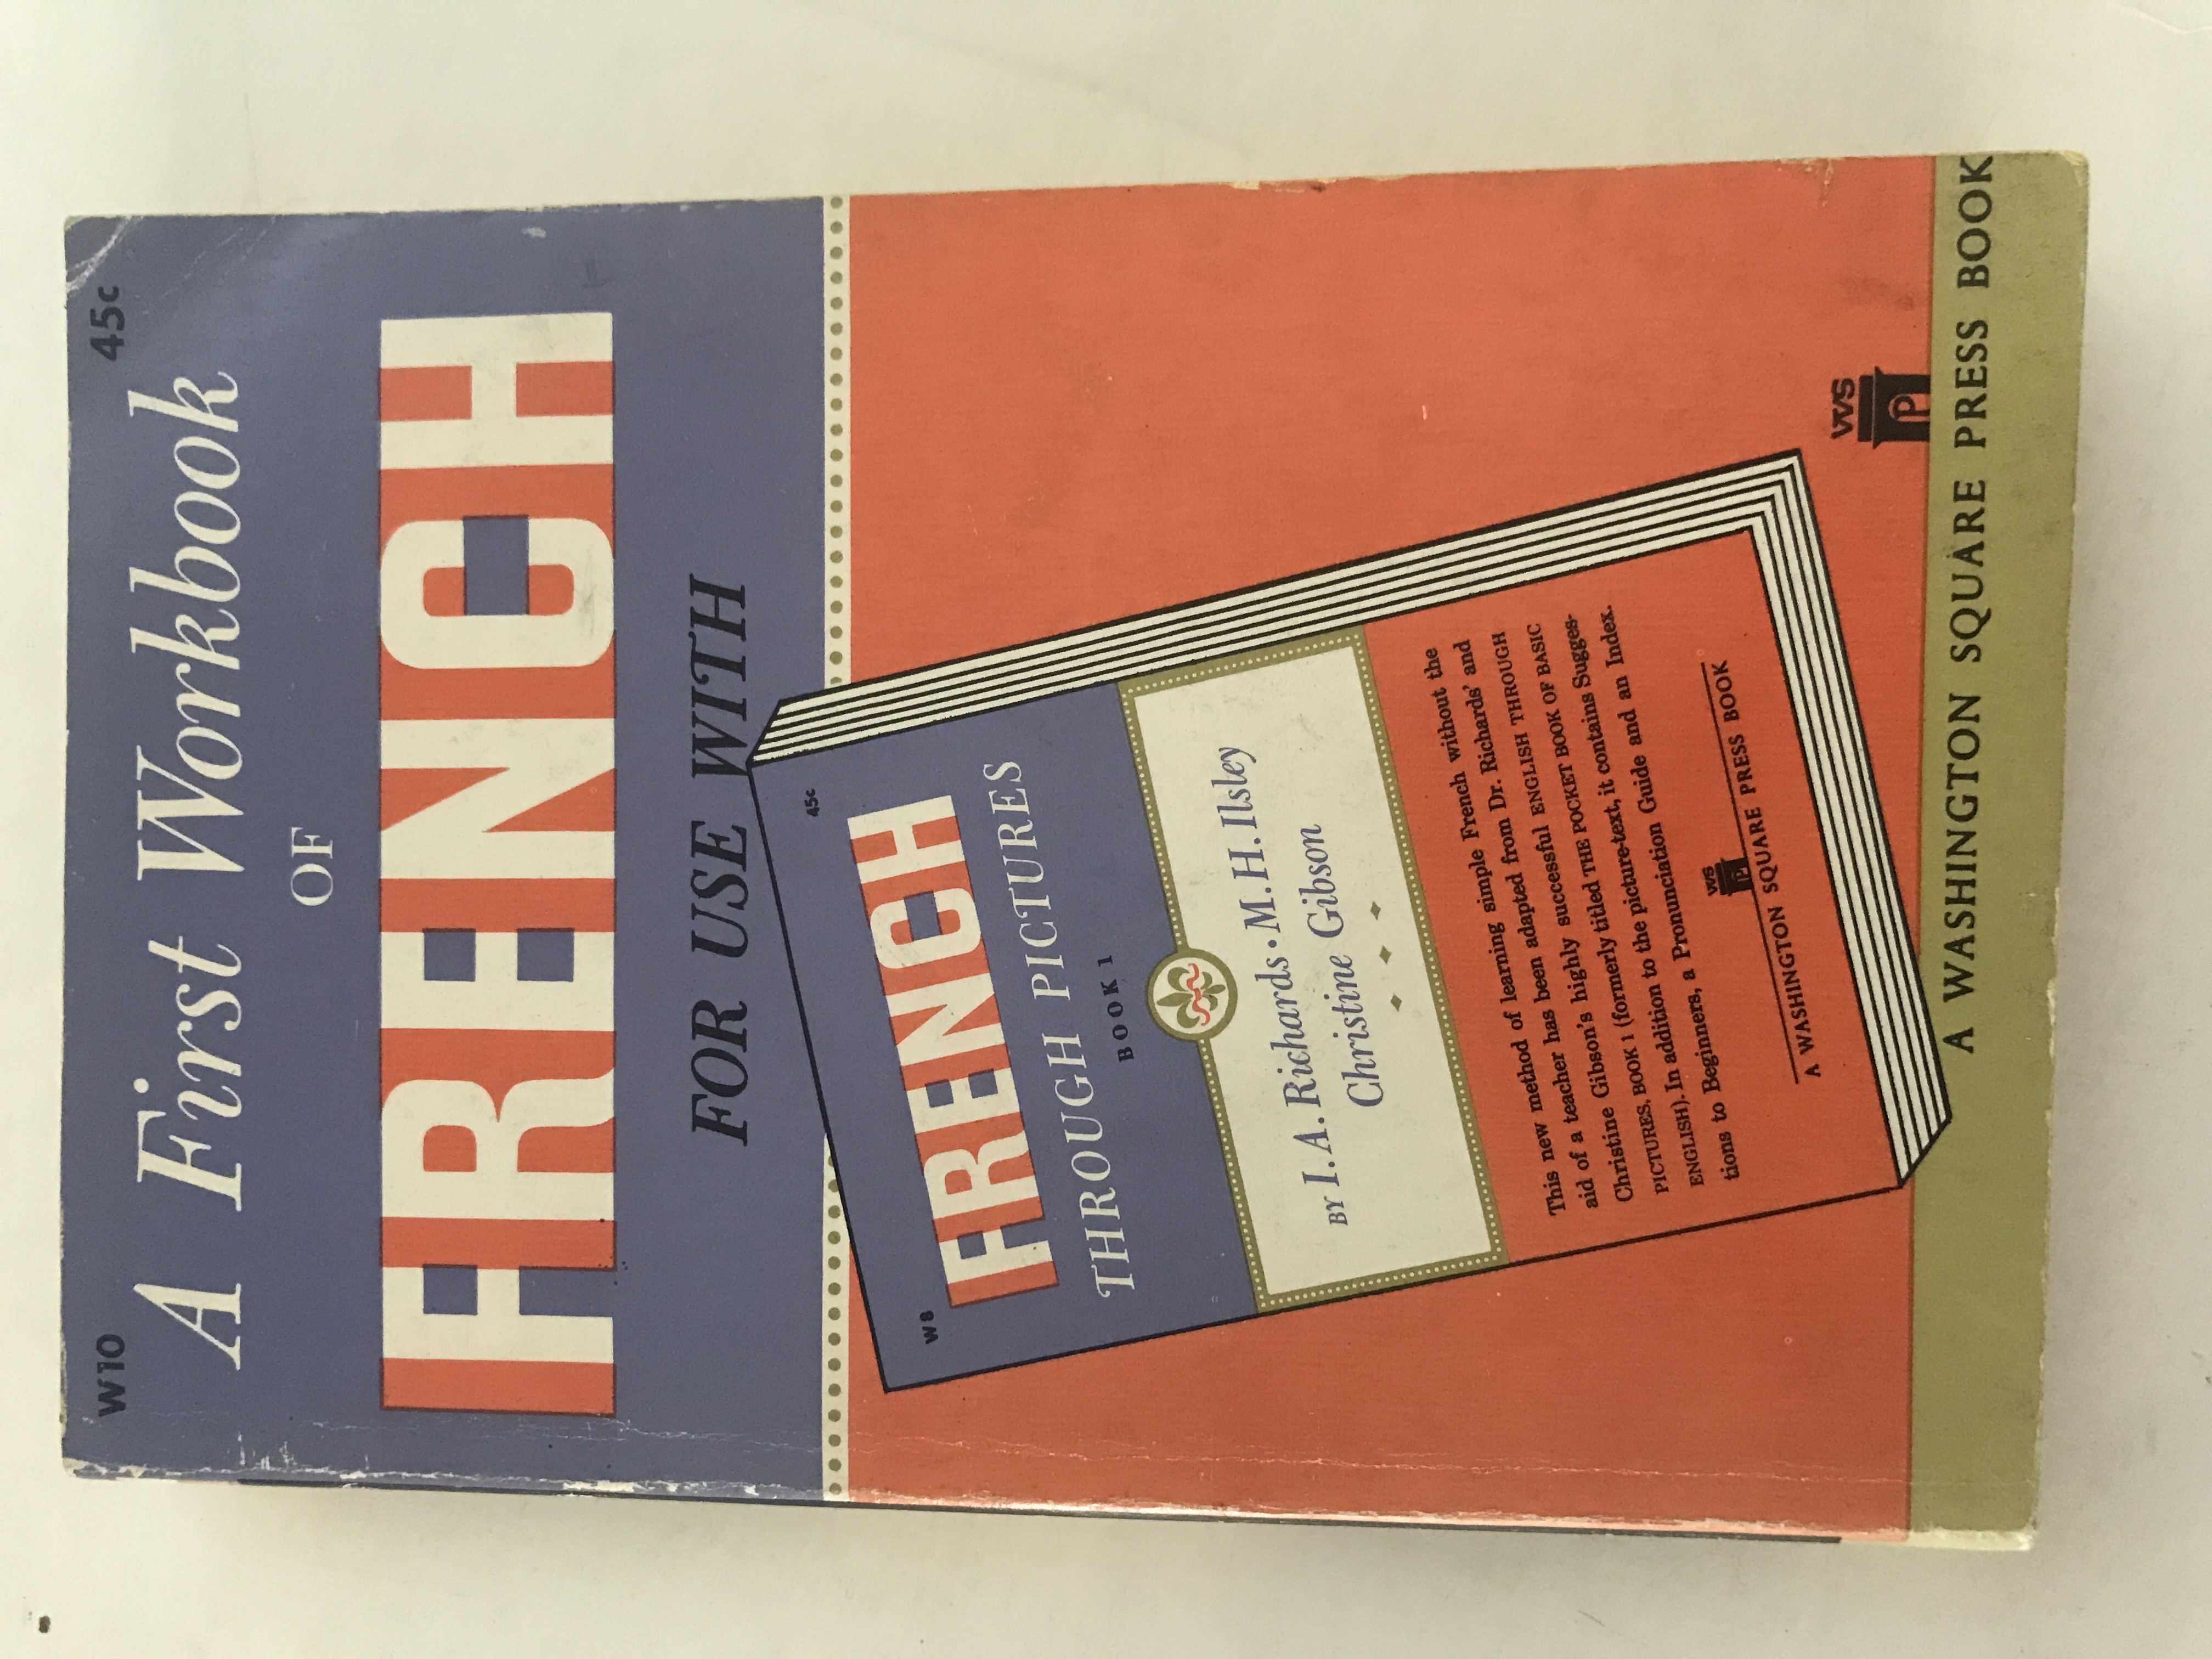 W10
45c
A First Workbook
OF
FRENCH
FOR USE WITH
W8
45c
FRENCH
THROUGH PICTURES
BOOK 1
BY I. A. Richards • M. H. Ilsley
Christine Gibson
This new method of learning simple French without the
aid of a teacher has been adapted from Dr. Richards' and
Christine Gibson's highly successful ENGLISH THROUGH
PICTURES, BOOK 1 (formerly titled THE POCKET BOOK OF BASIC
ENGLISH). In addition to the picture-text, it contains Sugges-
tions to Beginners, a Pronunciation Guide and an Index.
WS
P
A WASHINGTON SQUARE PRESS BOOK
WS
P
A WASHINGTON SQUARE PRESS BOOK